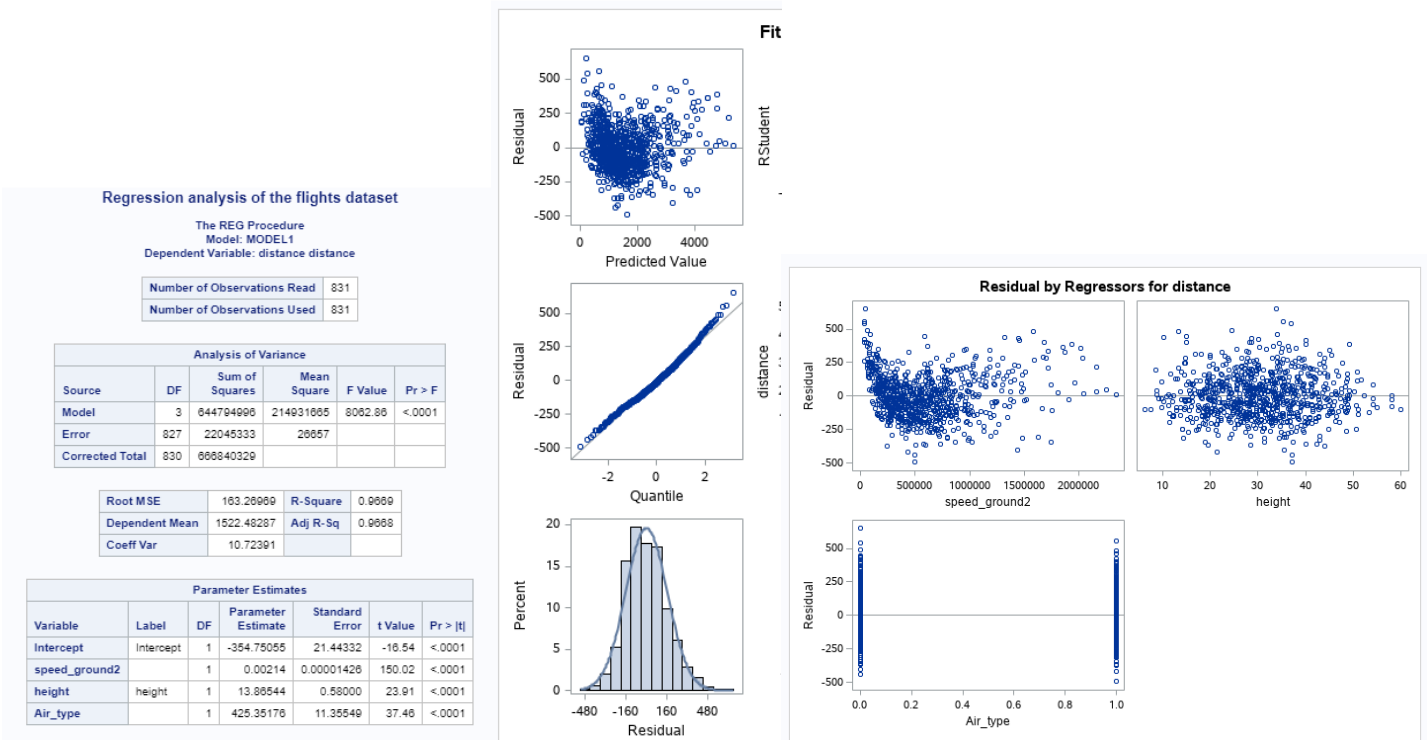 Regression analysis of the flights dataset
The REG Procedure
Model: MODEL1
Dependent Variable: distance distance
Number of Observations Read 831
Number of Observations Used 831
Analysis of Variance
Source DF Sum of Squares Mean Square F Value Pr > F
Model 3 644794996 214931665 8062.86 <.0001
Error 827 22045333 26657
Corrected Total 830 666840329
Root MSE 163.26969 R-Square 0.9669
Dependent Mean 1522.48287 Adj R-Sq 0.9668
Coeff Var 10.72391
Parameter Estimates
Variable Label DF Parameter Estimate Standard Error t Value Pr > |t|
Intercept Intercept 1 -354.75055 21.44332 -16.54 <.0001
speed_ground2 1 0.00214 0.00001426 150.02 <.0001
height height 1 13.86544 0.58000 23.91 <.0001
Air_type 1 425.35176 11.35549 37.46 <.0001
Fit
Residual
500
250
0
-250
-500
0 2000 4000
Predicted Value
RStudent
Residual
500
250
0
-250
-500
-2 0 2
Quantile
distance
Percent
20
15
10
5
0
-480 -160 160 480
Residual
Residual by Regressors for distance
Residual
500
250
0
-250
-500
0 500000 1000000 1500000 2000000
speed_ground2
10 20 30 40 50 60
height
Residual
500
250
0
-250
-500
0.0 0.2 0.4 0.6 0.8 1.0
Air_type